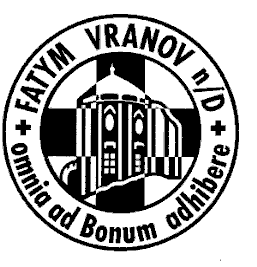 + FATYM VRANOV n/D +
omnia ad Bonum adhibere